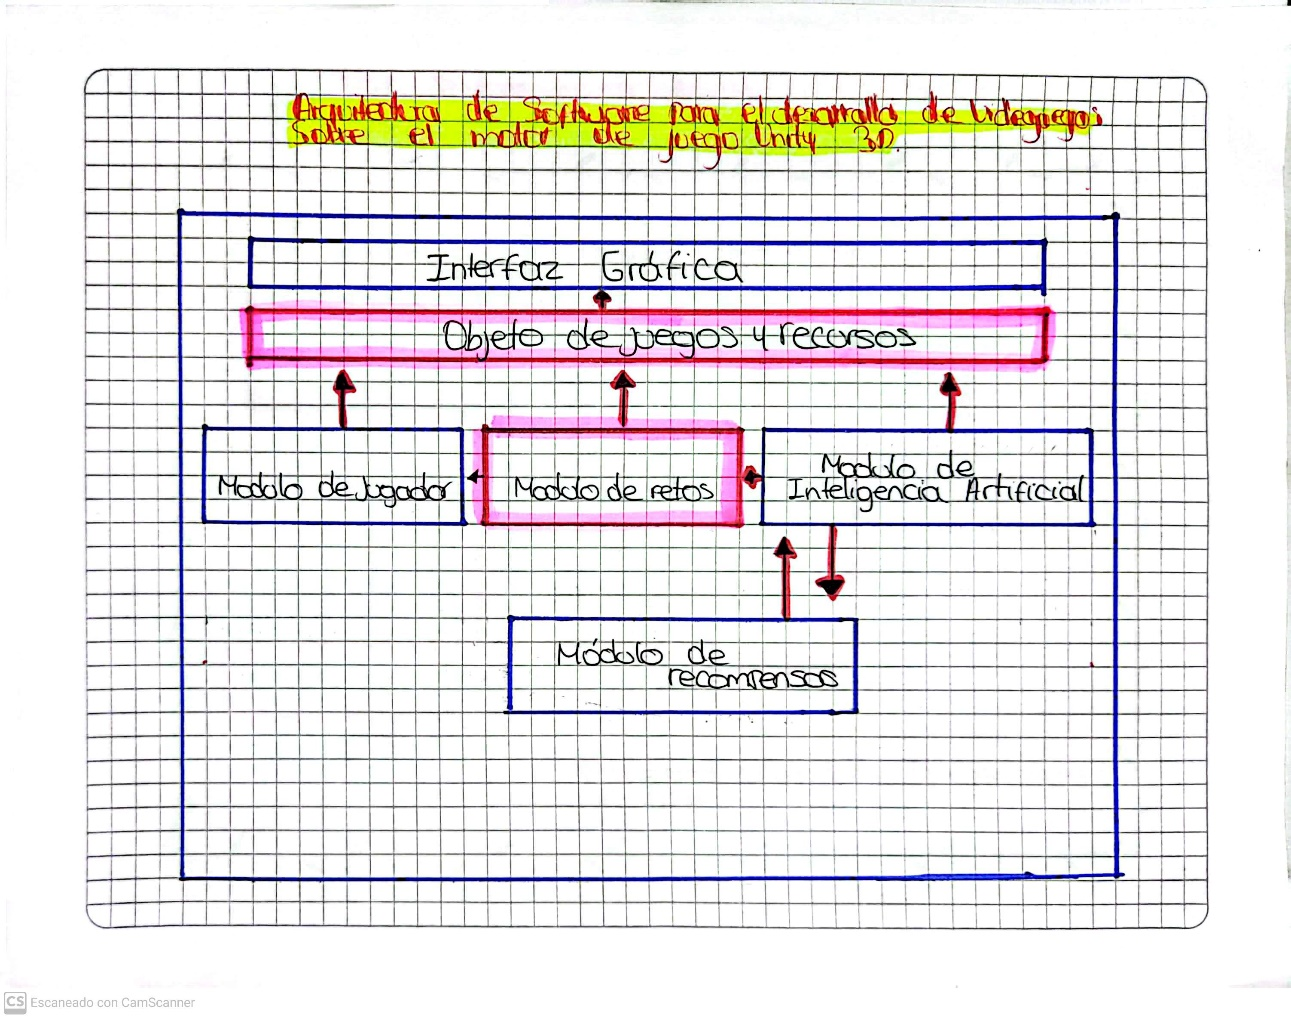 Arquitectura de Software para el desarrollo de Videojuegos
sobre el motor de juego Unity 3D.
Interfaz Gráfica
Objeto de juegos y recursos
Modulo de Jugador
Modulo de retos
Modulo de
Inteligencia Artificial
Módulo de
recompensas
CS Escaneado con CamScanner